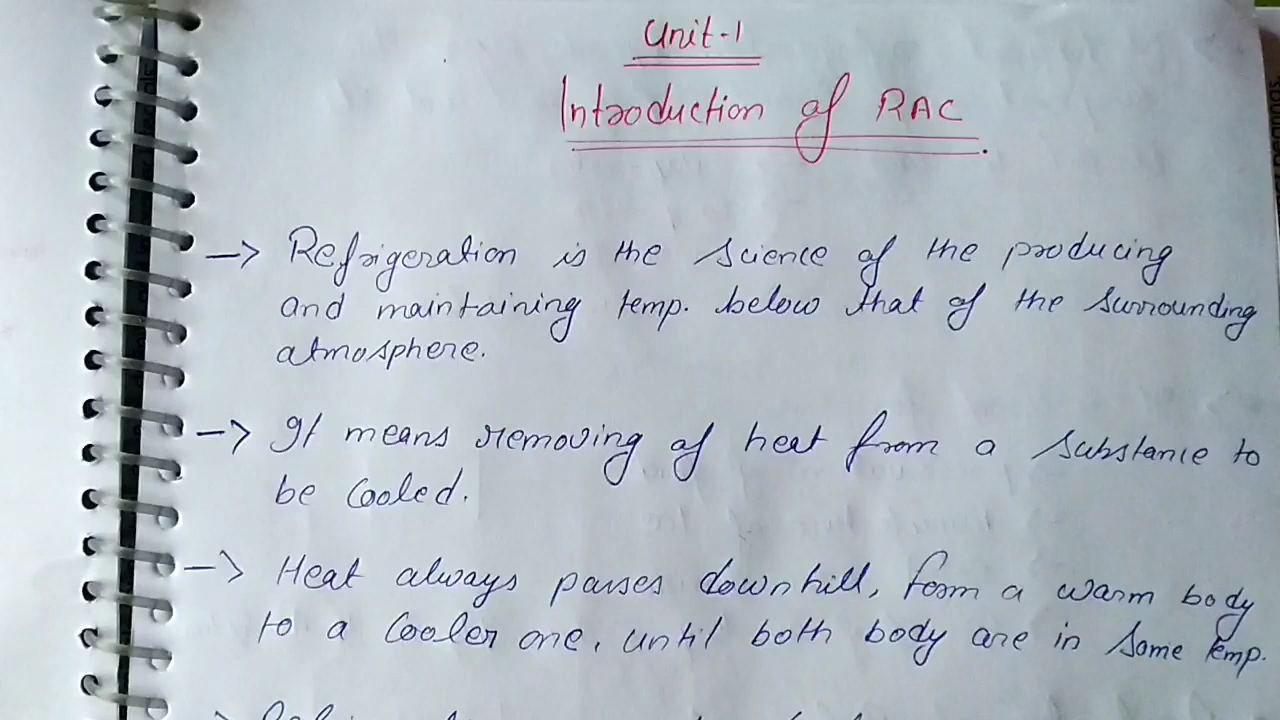 Unit-1
Introduction of RAC
-> Refrigeration is the science of the producing
and maintaining temp. below that of the surrounding
atmosphere.
-> It means removing of heat from a substance to
be cooled.
-> Heat always passes downhill, form a warm body
to a cooler one, until both body are in same temp.